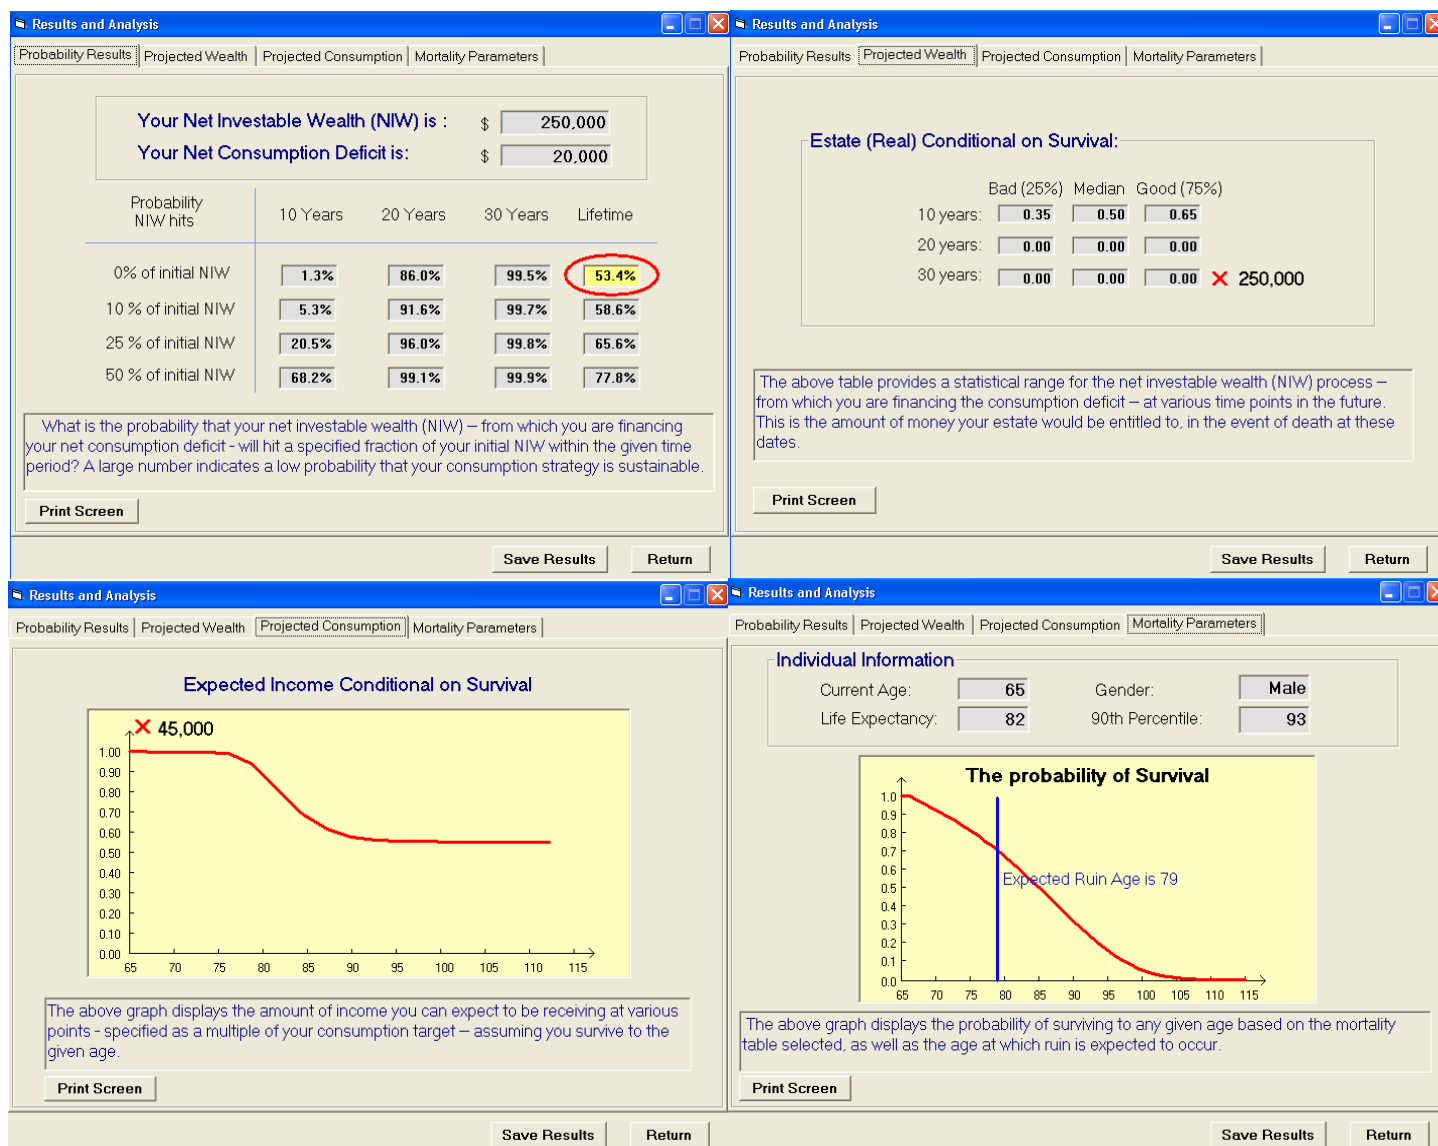 Results and Analysis
Probability Results Projected Wealth Projected Consumption Mortality Parameters
Your Net Investable Wealth (NIW) is : $ 250,000
Your Net Consumption Deficit is: $ 20,000
Probability
NIW hits
10 Years 20 Years 30 Years Lifetime
0% of initial NIW 1.3% 86.0% 99.5% 53.4%
10 % of initial NIW 5.3% 91.6% 99.7% 58.6%
25 % of initial NIW 20.5% 96.0% 99.8% 65.6%
50 % of initial NIW 68.2% 99.1% 99.9% 77.8%
What is the probability that your net investable wealth (NIW) – from which you are financing
your net consumption deficit - will hit a specified fraction of your initial NIW within the given time
period? A large number indicates a low probability that your consumption strategy is sustainable.
Print Screen
Save Results Return
Results and Analysis
Probability Results Projected Wealth Projected Consumption Mortality Parameters
Estate (Real) Conditional on Survival:
Bad (25%) Median Good (75%)
10 years: 0.35 0.50 0.65
20 years: 0.00 0.00 0.00
30 years: 0.00 0.00 0.00 × 250,000
The above table provides a statistical range for the net investable wealth (NIW) process –
from which you are financing the consumption deficit – at various time points in the future.
This is the amount of money your estate would be entitled to, in the event of death at these
dates.
Print Screen
Save Results Return
Results and Analysis
Probability Results Projected Wealth Projected Consumption Mortality Parameters
Expected Income Conditional on Survival
× 45,000
1.00
0.90
0.80
0.70
0.60
0.50
0.40
0.30
0.20
0.10
0.00
65 70 75 80 85 90 95 100 105 110 115
The above graph displays the amount of income you can expect to be receiving at various
points - specified as a multiple of your consumption target – assuming you survive to the
given age.
Print Screen
Save Results Return
Results and Analysis
Probability Results Projected Wealth Projected Consumption Mortality Parameters
Individual Information
Current Age: 65 Gender: Male
Life Expectancy: 82 90th Percentile: 93
The probability of Survival
1.0
0.9
0.8
0.7
0.6
Expected Ruin Age is 79
0.5
0.4
0.3
0.2
0.1
0.0
65 70 75 80 85 90 95 100 105 110 115
The above graph displays the probability of surviving to any given age based on the mortality
table selected, as well as the age at which ruin is expected to occur.
Print Screen
Save Results Return